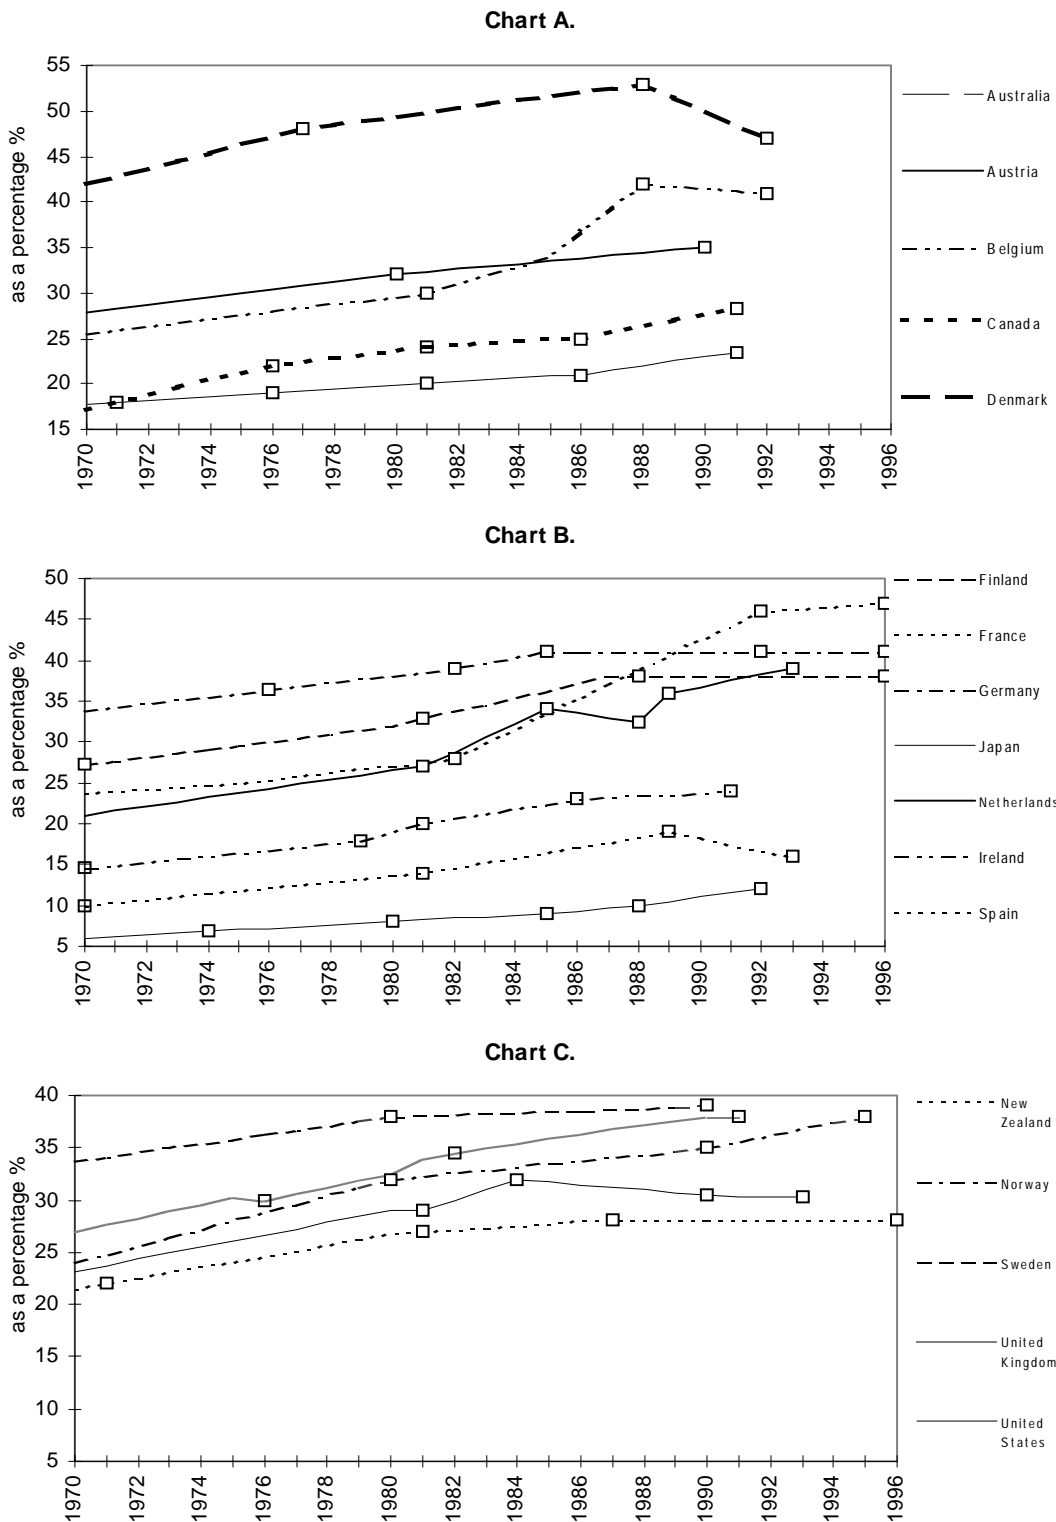 Chart A.
as a percentage %
55
50
45
40
35
30
25
20
15
1970
1972
1974
1976
1978
1980
1982
1984
1986
1988
1990
1992
1994
1996
Australia
Austria
Belgium
Canada
Denmark
Chart B.
as a percentage %
50
45
40
35
30
25
20
15
10
5
1970
1972
1974
1976
1978
1980
1982
1984
1986
1988
1990
1992
1994
1996
Finland
France
Germany
Japan
Netherlands
Ireland
Spain
Chart C.
as a percentage %
40
35
30
25
20
15
10
5
1970
1972
1974
1976
1978
1980
1982
1984
1986
1988
1990
1992
1994
1996
New
Zealand
Norway
Sweden
United
Kingdom
United
States